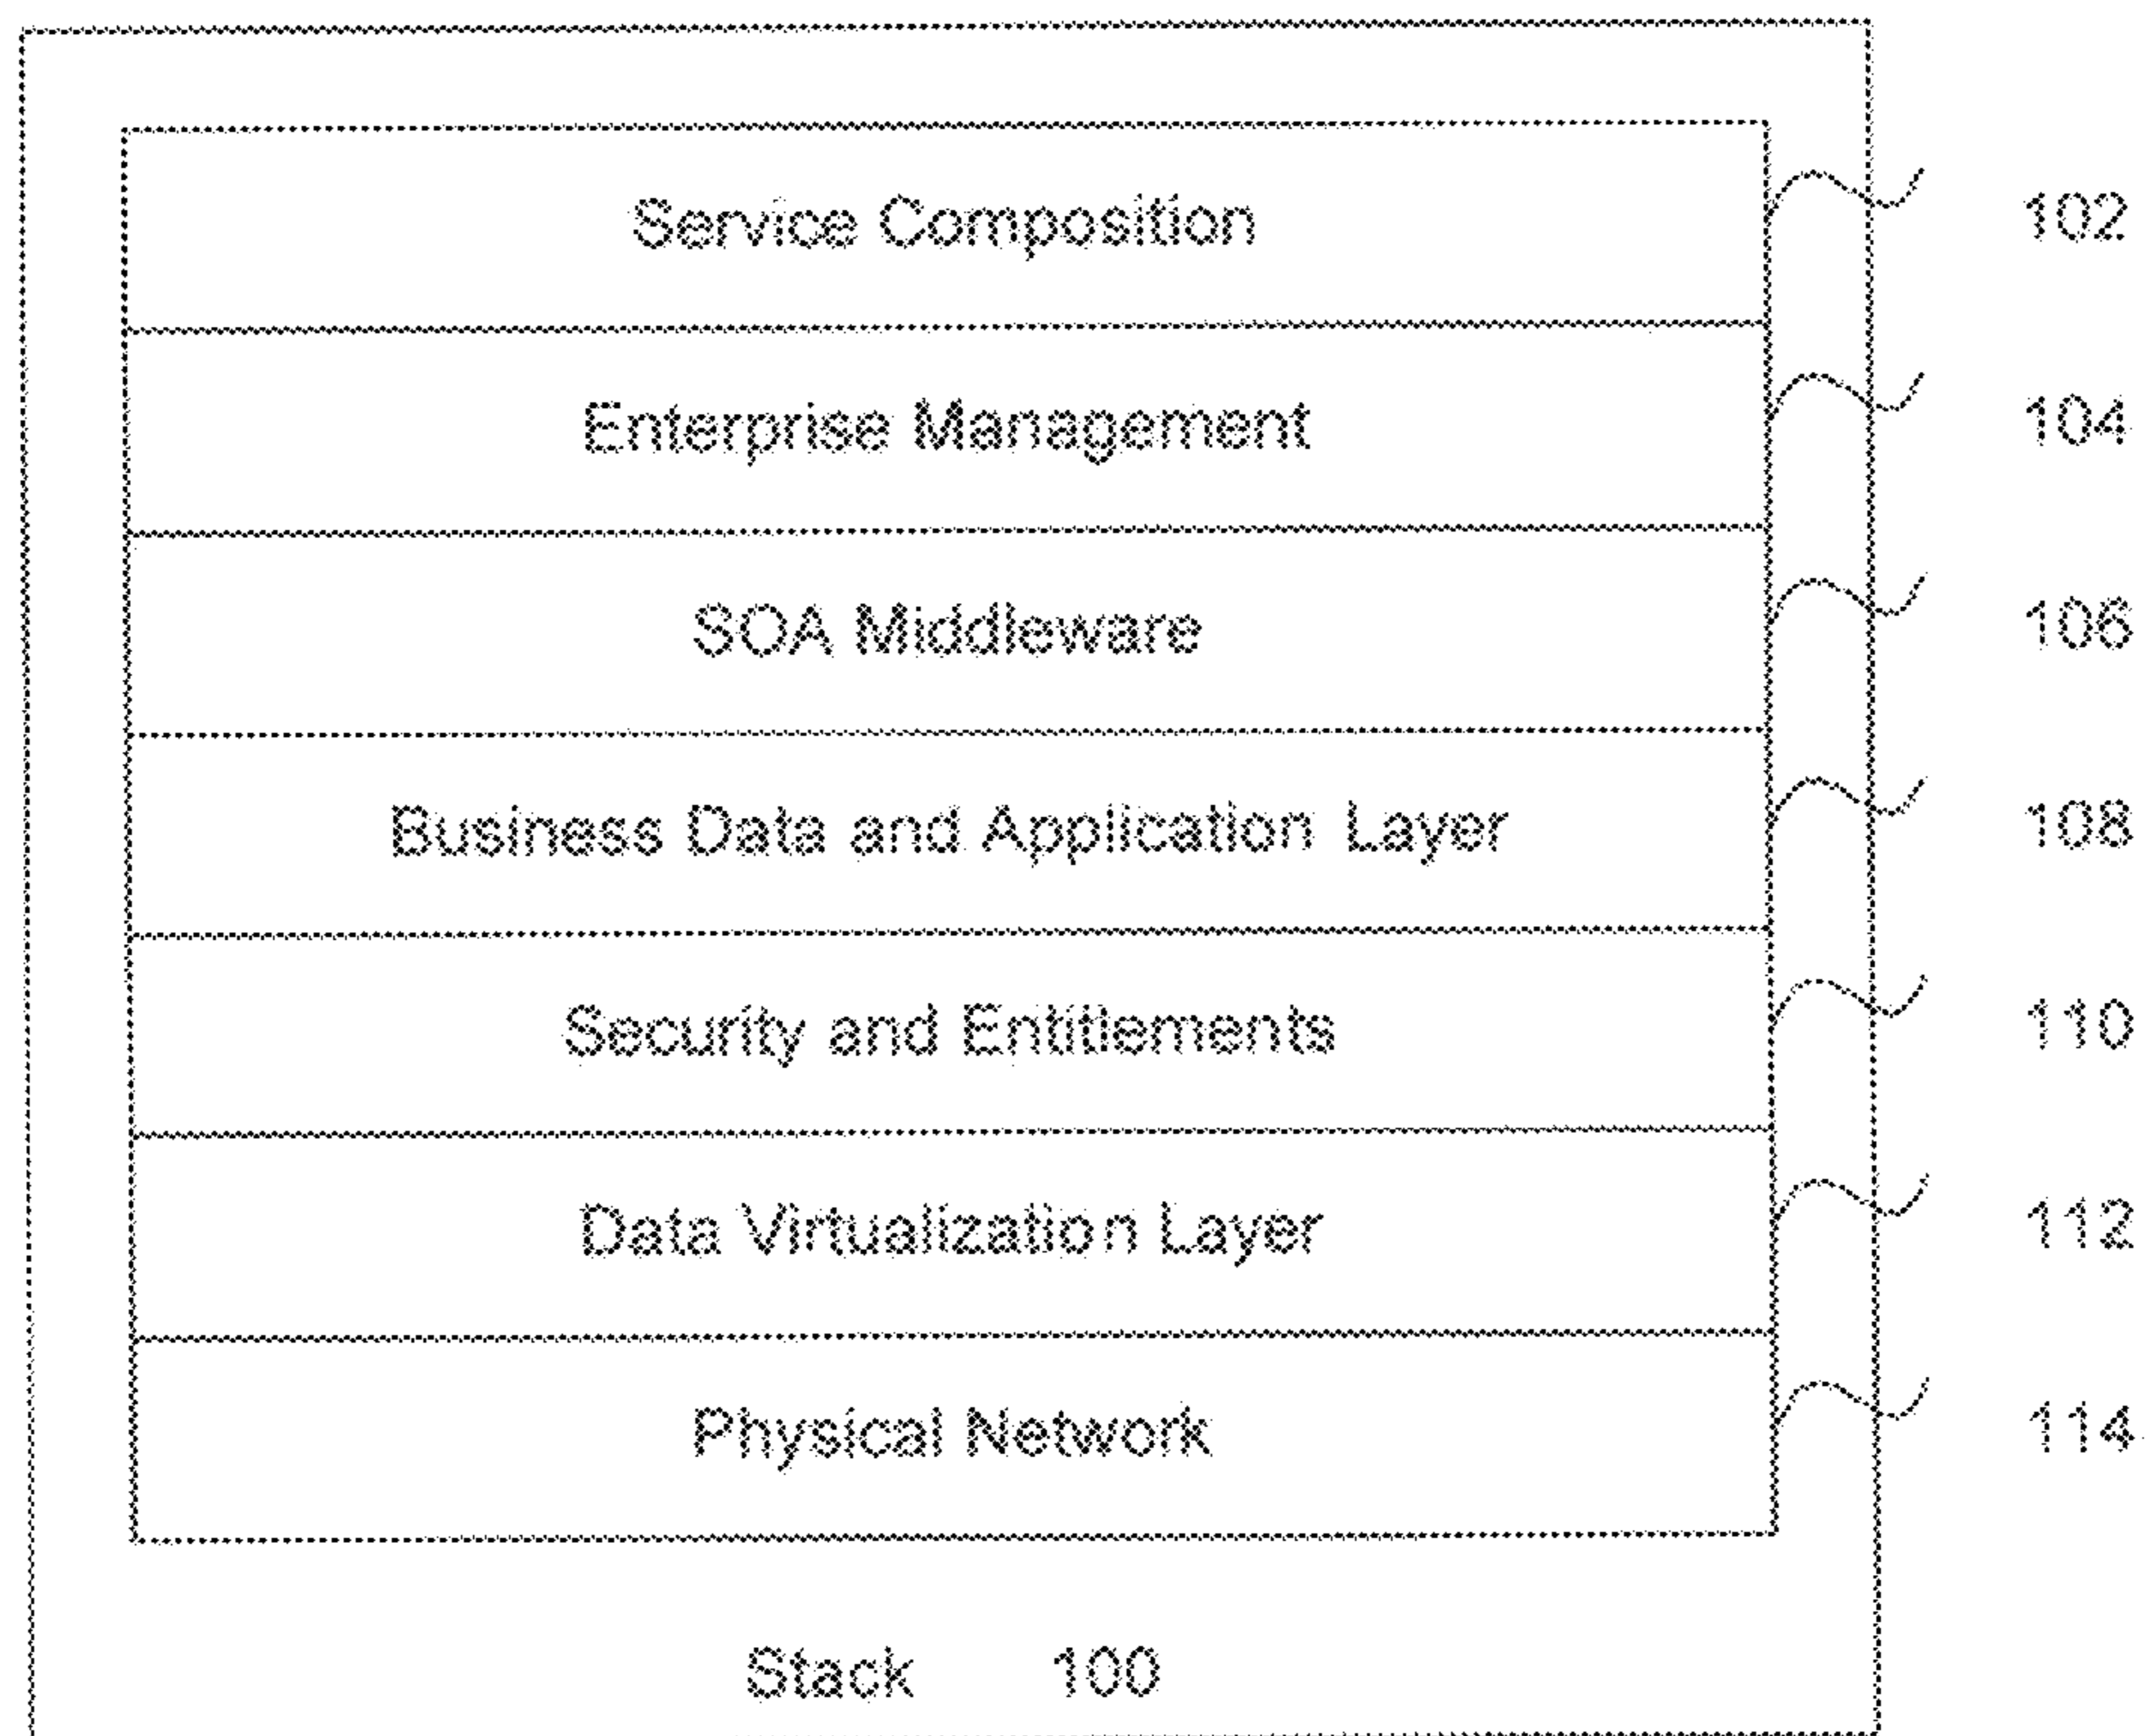 Service Composition 102
Enterprise Management 104
SOA Middleware 106
Business Data and Application Layer 108
Security and Entitlements 110
Data Virtualization Layer 112
Physical Network 114
Stack 100